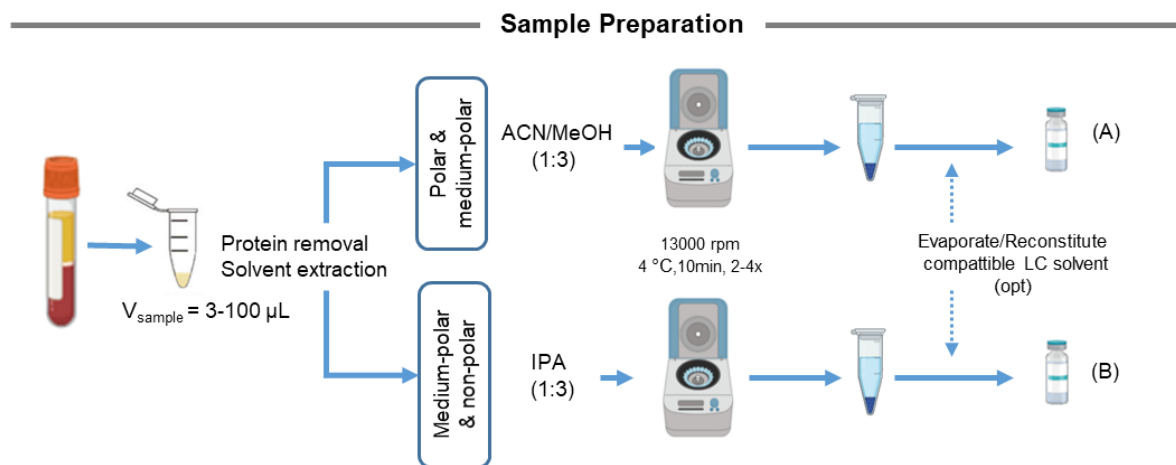 Sample Preparation
Polar &
medium-polar
ACN/MeOH
(1:3)
(A)
Protein removal
Solvent extraction
V_sample = 3-100 µL
13000 rpm
4 °C,10min, 2-4x
Evaporate/Reconstitute
compattible LC solvent
(opt)
Medium-polar
& non-polar
IPA
(1:3)
(B)